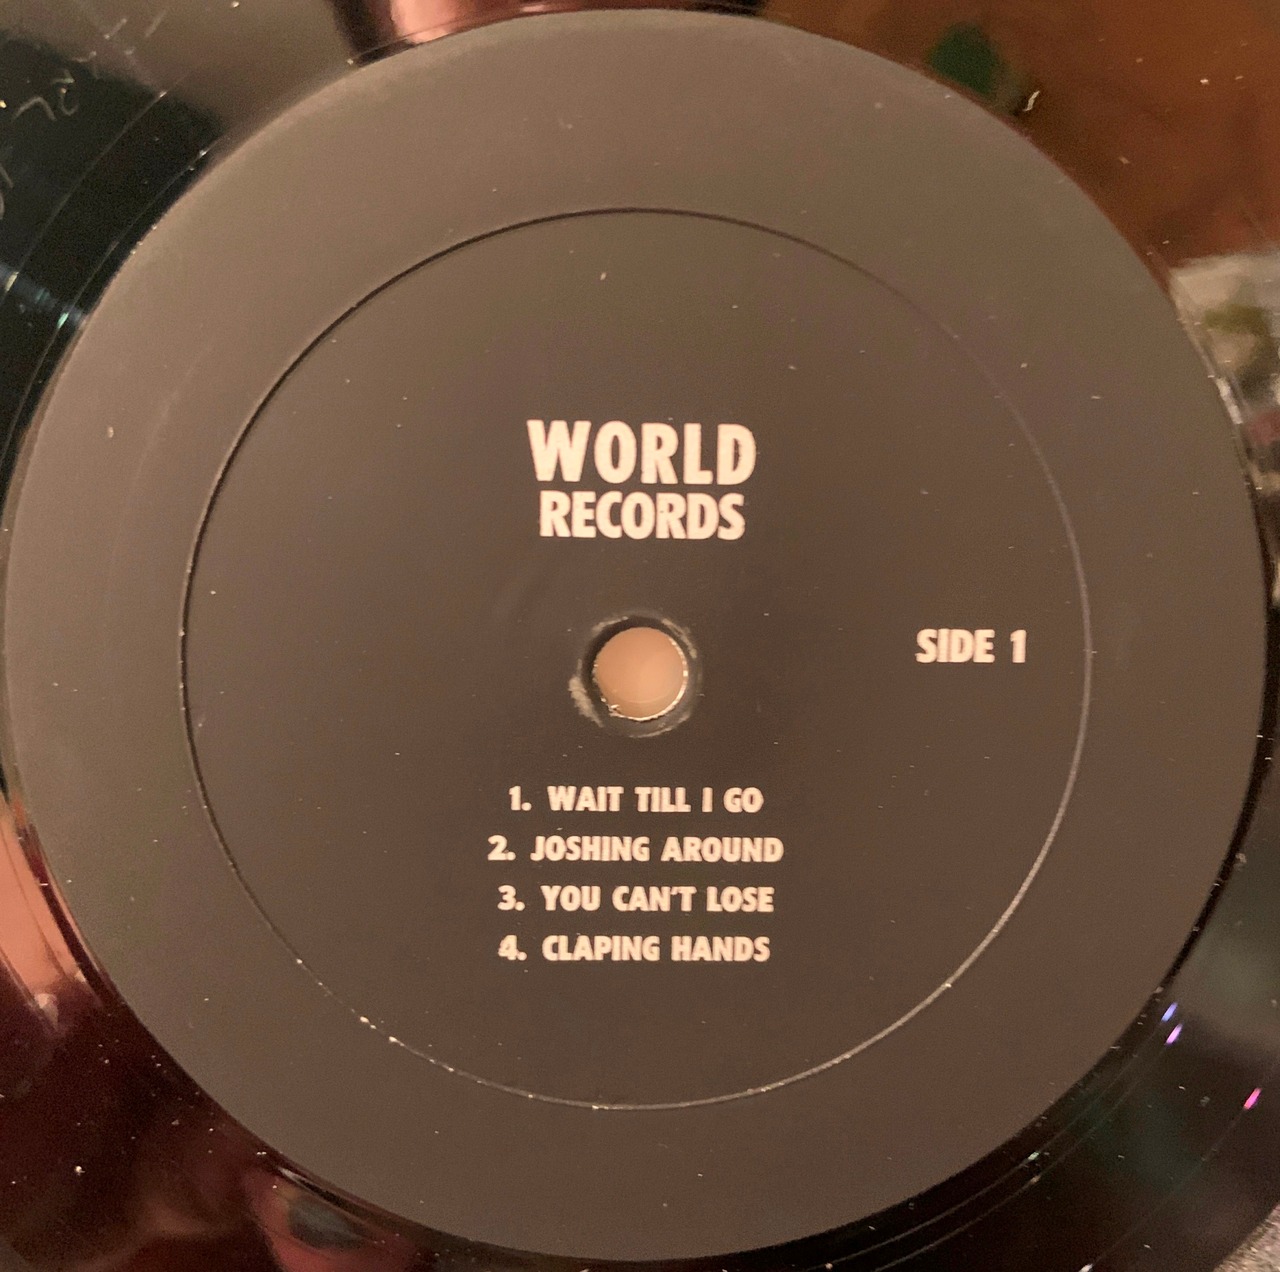 WORLD
RECORDS
SIDE 1
1. WAIT TILL I GO
2. JOSHING AROUND
3. YOU CAN'T LOSE
4. CLAPING HANDS